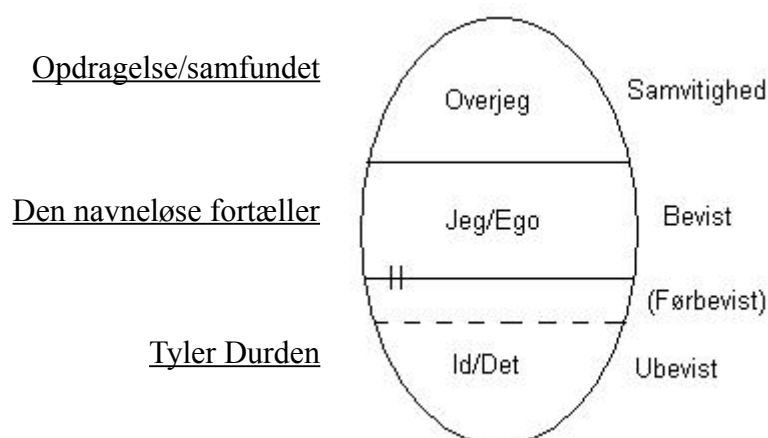 Opdragelse/samfundet
Overjeg
Samvitighed
Den navneløse fortæller
Jeg/Ego
Bevist
(Førbevist)
Tyler Durden
Id/Det
Ubevist